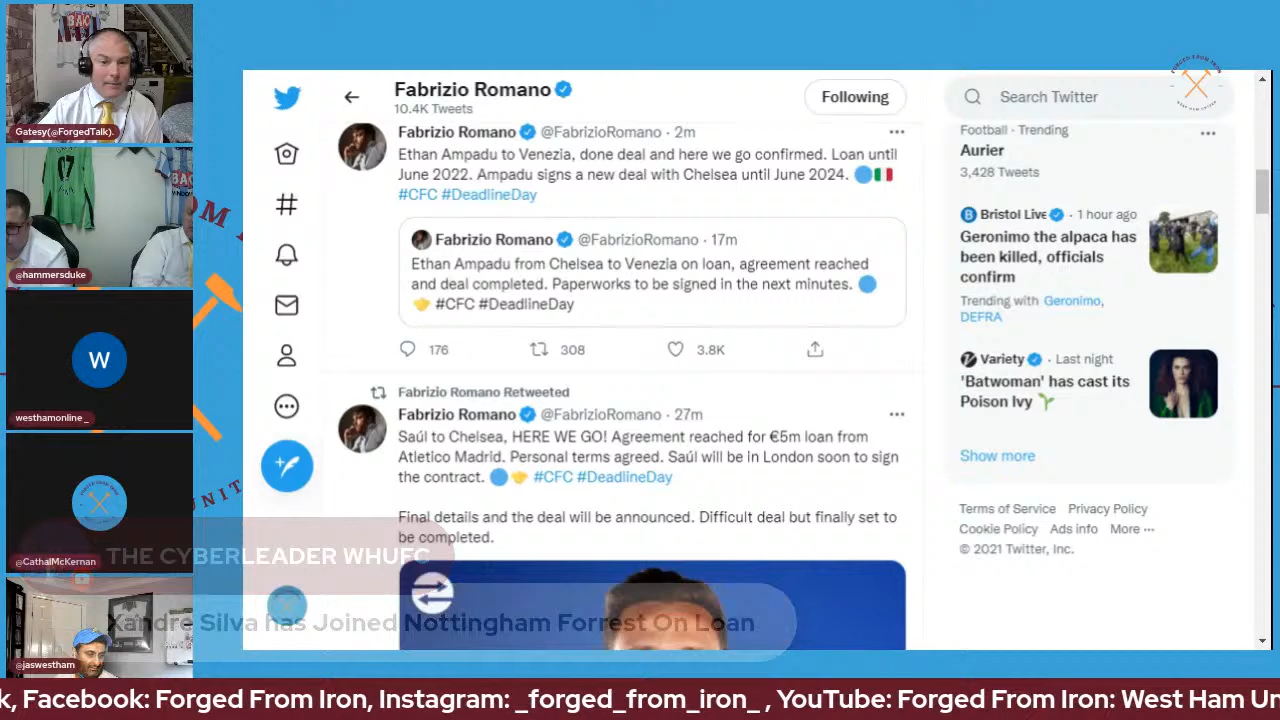 Gatesy(@ForgedTalk).
@hammersduke
W
westhamonline_
@CathalMcKernan
@jaswestham
Fabrizio Romano
10.4K Tweets
Following
Fabrizio Romano @FabrizioRomano · 2m
Ethan Ampadu to Venezia, done deal and here we go confirmed. Loan until
June 2022. Ampadu signs a new deal with Chelsea until June 2024.
#CFC #DeadlineDay
Fabrizio Romano @FabrizioRomano · 17m
Ethan Ampadu from Chelsea to Venezia on loan, agreement reached
and deal completed. Paperworks to be signed in the next minutes.
#CFC #DeadlineDay
176 308 3.8K
Fabrizio Romano Retweeted
Fabrizio Romano @FabrizioRomano · 27m
Saúl to Chelsea, HERE WE GO! Agreement reached for €5m loan from
Atletico Madrid. Personal terms agreed. Saúl will be in London soon to sign
the contract. #CFC #DeadlineDay
Final details and the deal will be announced. Difficult deal but finally set to
be completed.
THE CYBERLEADER WHUFC
Xandre Silva has Joined Nottingham Forrest On Loan
Search Twitter
FORGED FROM IRON
Football · Trending
Aurier
3,428 Tweets
Bristol Live · 1 hour ago
Geronimo the alpaca has
been killed, officials
confirm
Trending with Geronimo,
DEFRA
Variety · Last night
'Batwoman' has cast its
Poison Ivy
Show more
Terms of Service Privacy Policy
Cookie Policy Ads info More ···
© 2021 Twitter, Inc.
k, Facebook: Forged From Iron, Instagram: _forged_from_iron_ , YouTube: Forged From Iron: West Ham Un